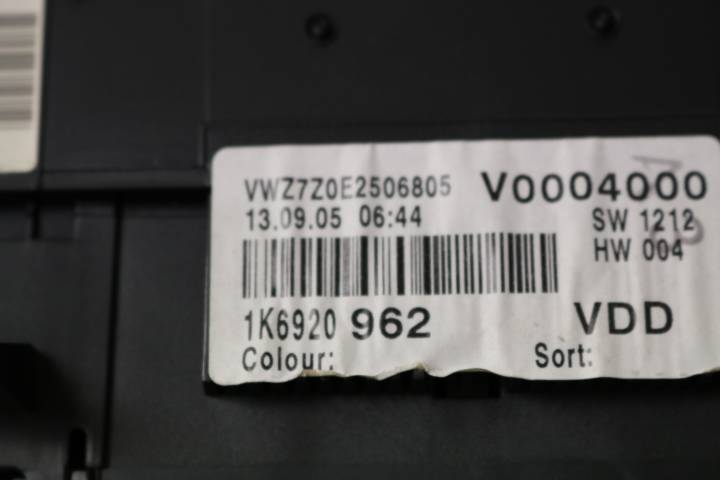 VWZ7Z0E2506805 V0004000
13.09.05 06:44 SW 1212
HW 004
1K6920 962 VDD
Colour: Sort: